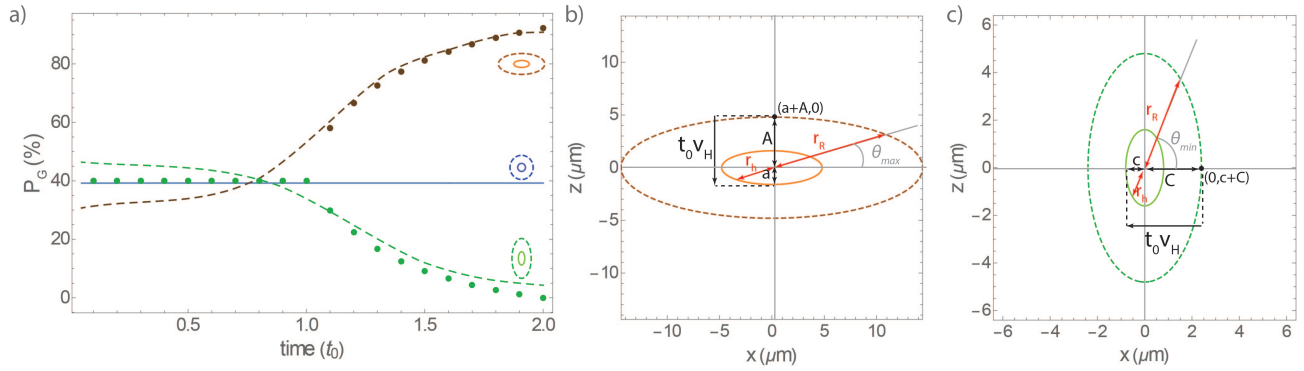 a)
P_G (%)
80
60
40
20
0
0.5
1.0
1.5
2.0
time (t_0)
b)
z (μm)
10
5
0
−5
−10
−10
−5
0
5
10
x (μm)
(a+A,0)
A
r_R
t_0v_H
r_h
a
θ_max
c)
z (μm)
6
4
2
0
−2
−4
−6
−6
−4
−2
0
2
4
6
x (μm)
r_R
θ_min
c
C
(0,c+C)
r_h
t_0v_H